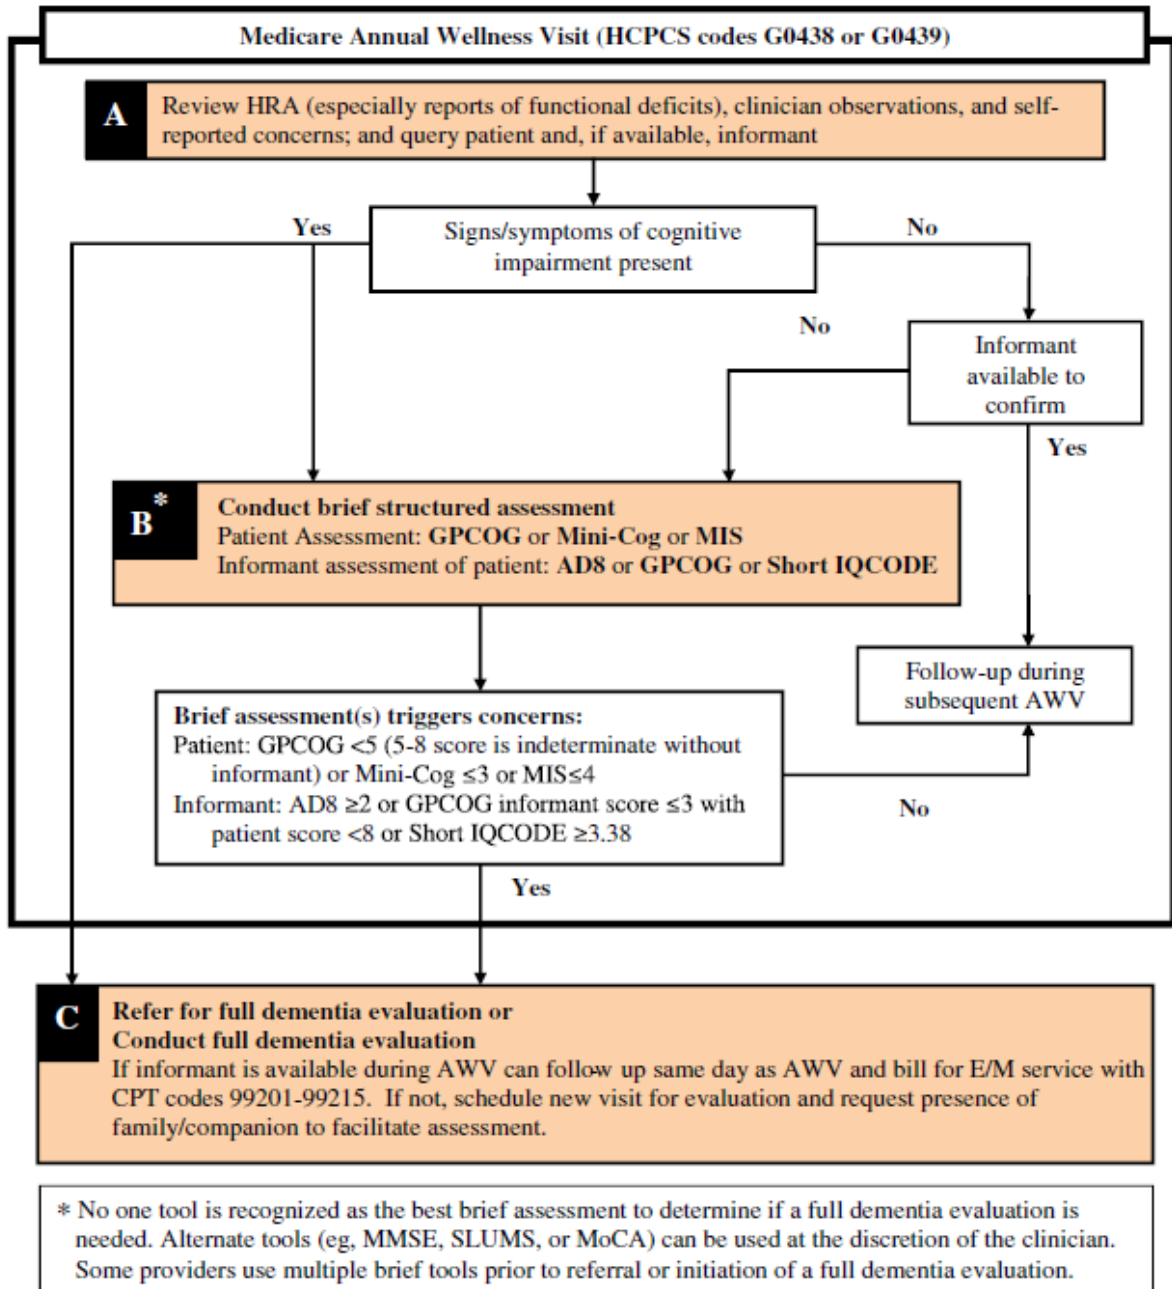 Medicare Annual Wellness Visit (HCPCS codes G0438 or G0439)
A
Review HRA (especially reports of functional deficits), clinician observations, and self-
reported concerns; and query patient and, if available, informant
Yes
Signs/symptoms of cognitive
impairment present
No
No
Informant
available to
confirm
Yes
B*
Conduct brief structured assessment
Patient Assessment: GPCOG or Mini-Cog or MIS
Informant assessment of patient: AD8 or GPCOG or Short IQCODE
Follow-up during
subsequent AWV
Brief assessment(s) triggers concerns:
Patient: GPCOG <5 (5-8 score is indeterminate without
informant) or Mini-Cog ≤3 or MIS≤4
Informant: AD8 ≥2 or GPCOG informant score ≤3 with
patient score <8 or Short IQCODE ≥3.38
No
Yes
C
Refer for full dementia evaluation or
Conduct full dementia evaluation
If informant is available during AWV can follow-up same day as AWV and bill for E/M service with
CPT codes 99201-99215. If not, schedule new visit for evaluation and request presence of
family/companion to facilitate assessment.
* No one tool is recognized as the best brief assessment to determine if a full dementia evaluation is
needed. Alternate tools (eg, MMSE, SLUMS, or MoCA) can be used at the discretion of the clinician.
Some providers use multiple brief tools prior to referral or initiation of a full dementia evaluation.